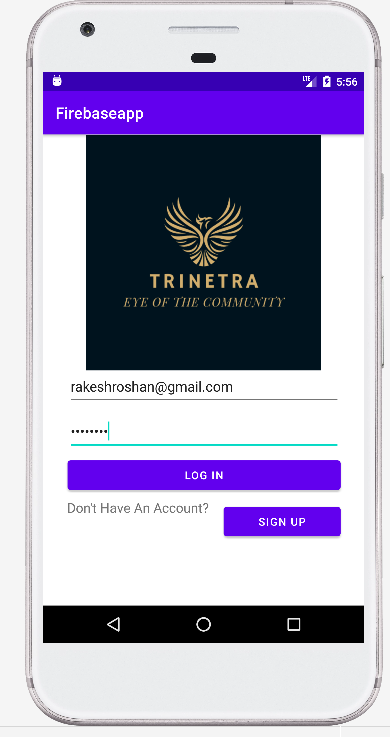 LTE 5:56
Firebaseapp
TRINETRA
EYE OF THE COMMUNITY
rakeshroshan@gmail.com
••••••••
LOG IN
Don't Have An Account?
SIGN UP